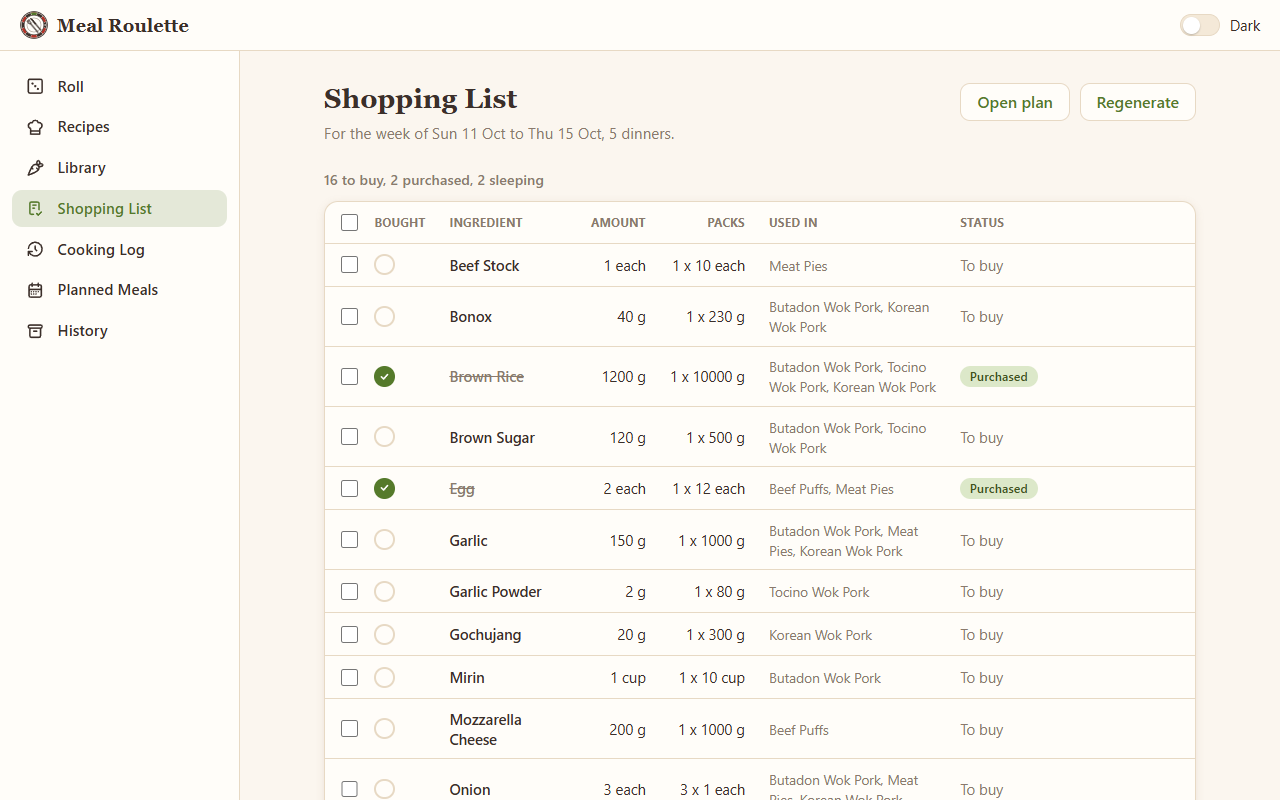 Meal Roulette
Dark
Roll
Recipes
Library
Shopping List
Cooking Log
Planned Meals
History
Shopping List
For the week of Sun 11 Oct to Thu 15 Oct, 5 dinners.
Open plan
Regenerate
16 to buy, 2 purchased, 2 sleeping
BOUGHT INGREDIENT AMOUNT PACKS USED IN STATUS
Beef Stock 1 each 1 x 10 each Meat Pies To buy
Bonox 40 g 1 x 230 g Butadon Wok Pork, Korean
Wok Pork To buy
Brown Rice 1200 g 1 x 10000 g Butadon Wok Pork, Tocino
Wok Pork, Korean Wok Pork Purchased
Brown Sugar 120 g 1 x 500 g Butadon Wok Pork, Tocino
Wok Pork To buy
Egg 2 each 1 x 12 each Beef Puffs, Meat Pies Purchased
Garlic 150 g 1 x 1000 g Butadon Wok Pork, Meat
Pies, Korean Wok Pork To buy
Garlic Powder 2 g 1 x 80 g Tocino Wok Pork To buy
Gochujang 20 g 1 x 300 g Korean Wok Pork To buy
Mirin 1 cup 1 x 10 cup Butadon Wok Pork To buy
Mozzarella
Cheese 200 g 1 x 1000 g Beef Puffs To buy
Onion 3 each 3 x 1 each Butadon Wok Pork, Meat
Pies, Korean Wok Pork To buy